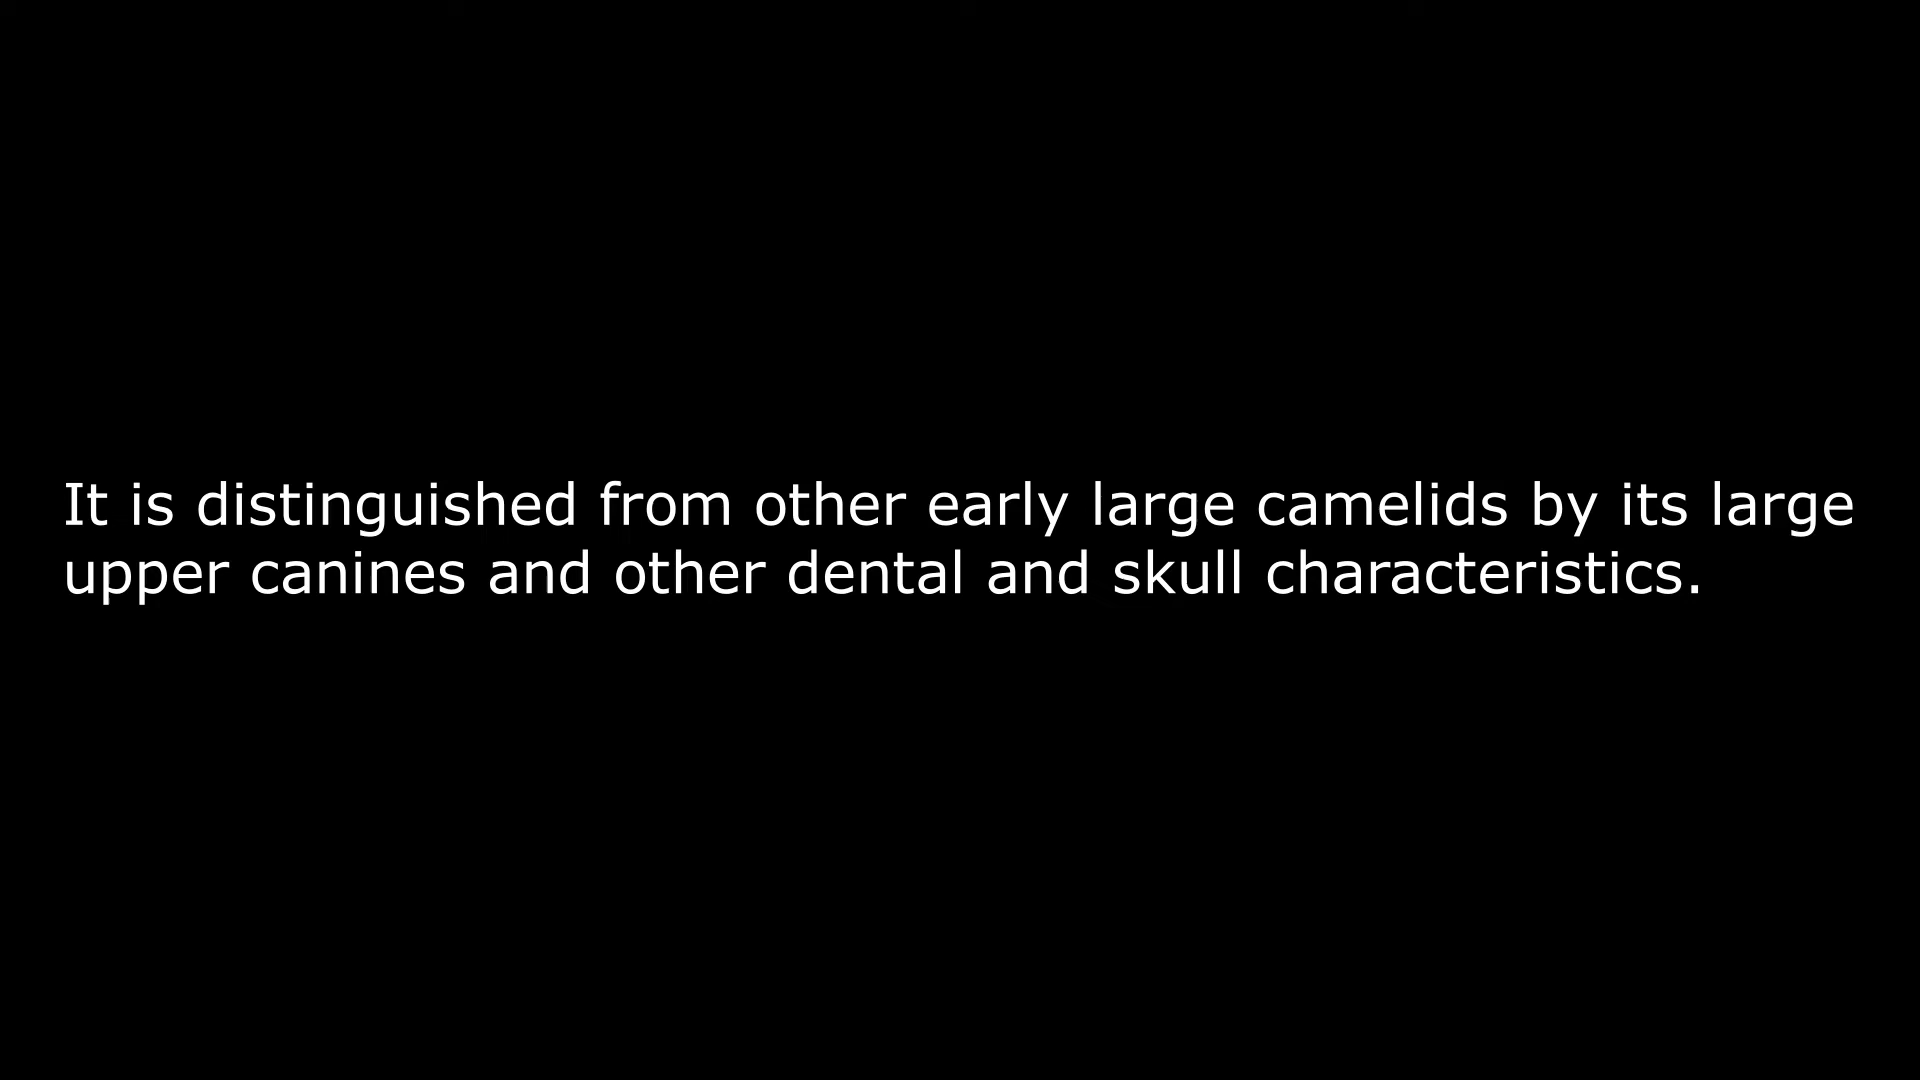 It is distinguished from other early large camelids by its large
upper canines and other dental and skull characteristics.